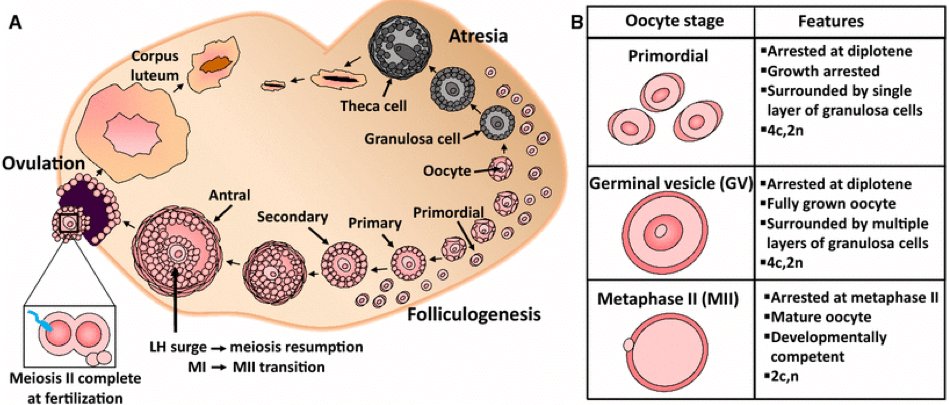 A
Atresia
Corpus
luteum
Theca cell
Granulosa cell
Ovulation
Oocyte
Antral
Secondary
Primary
Primordial
Folliculogenesis
LH surge → meiosis resumption
MI → MII transition
Meiosis II complete
at fertilization
B
Oocyte stage
Features
Primordial
▪Arrested at diplotene
▪Growth arrested
▪Surrounded by single
layer of granulosa cells
▪4c,2n
Germinal vesicle (GV)
▪Arrested at diplotene
▪Fully grown oocyte
▪Surrounded by multiple
layers of granulosa cells
▪4c,2n
Metaphase II (MII)
▪Arrested at metaphase II
▪Mature oocyte
▪Developmentally
competent
▪2c,n